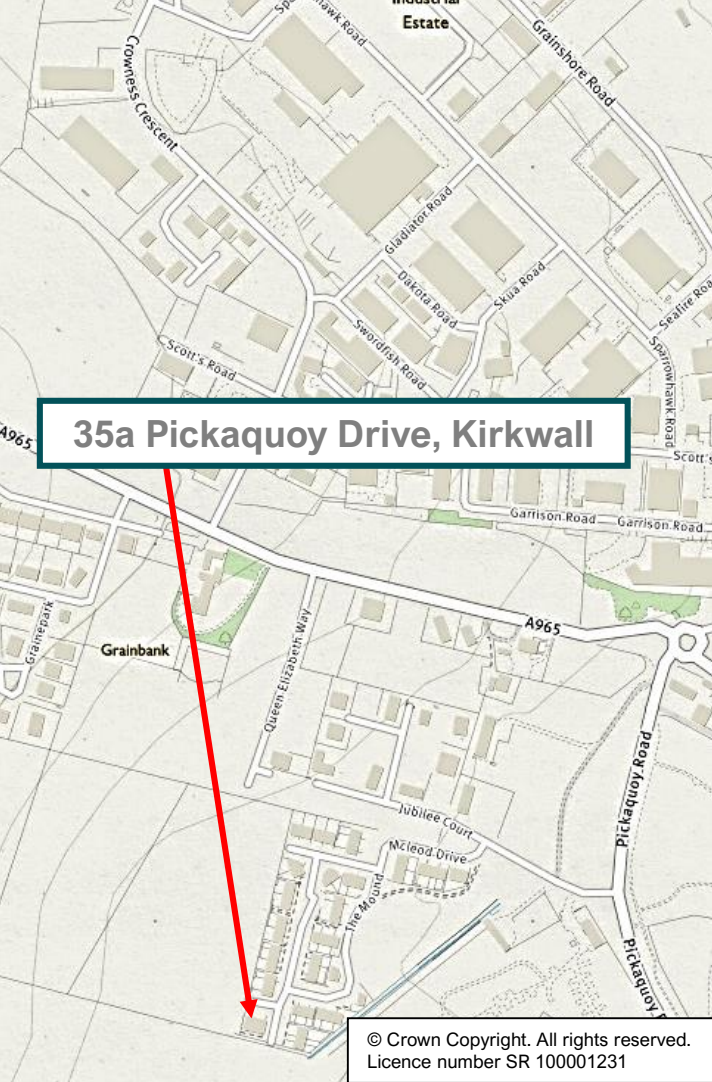 Industrial
Estate
Sparrowhawk Road
Grainshore Road
Crowness Crescent
Gladiator Road
Dakota Road
Skua Road
Seafire Road
Swordfish Road
Scott's Road
Sparrowhawk Road
35a Pickaquoy Drive, Kirkwall
A965
Scott's
Garrison Road
Garrison Road
Grainepark
Grainbank
Queen Elizabeth Way
A965
Pickaquoy Road
Jubilee Court
Mcleod Drive
The Mound
Pickaquoy
© Crown Copyright. All rights reserved.
Licence number SR 100001231